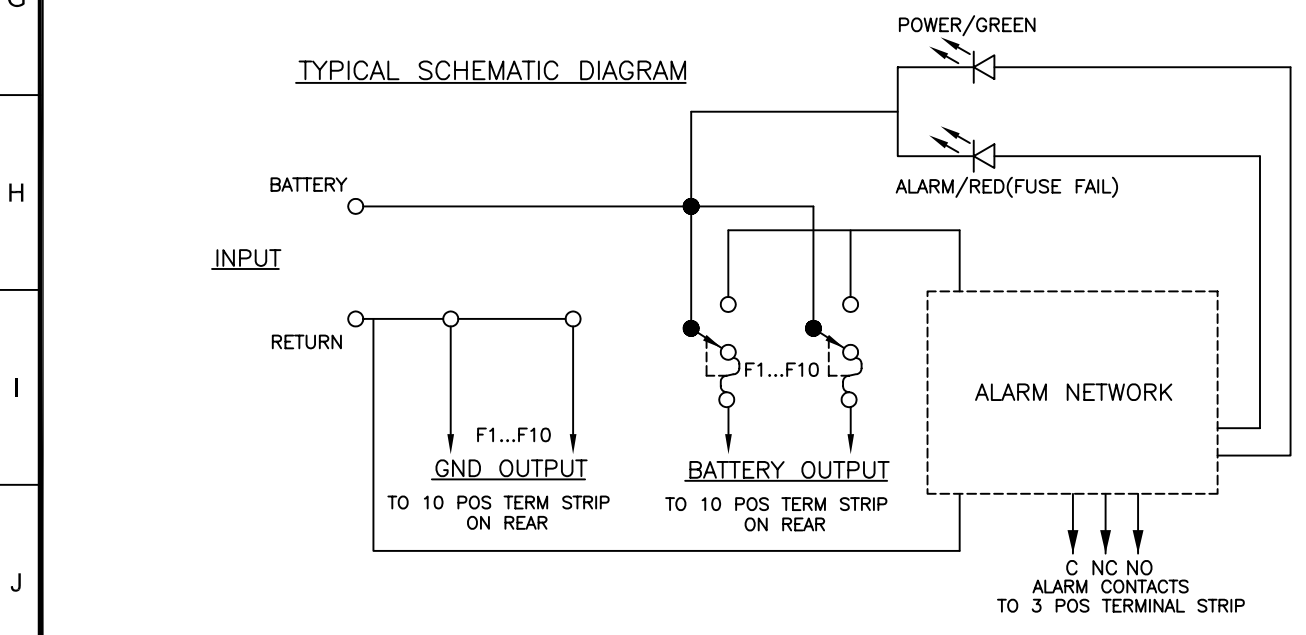 G
POWER/GREEN
TYPICAL SCHEMATIC DIAGRAM
H
BATTERY
ALARM/RED(FUSE FAIL)
INPUT
RETURN
I
F1...F10
ALARM NETWORK
F1...F10
GND OUTPUT
TO 10 POS TERM STRIP
ON REAR
BATTERY OUTPUT
TO 10 POS TERM STRIP
ON REAR
C NC NO
ALARM CONTACTS
TO 3 POS TERMINAL STRIP
J